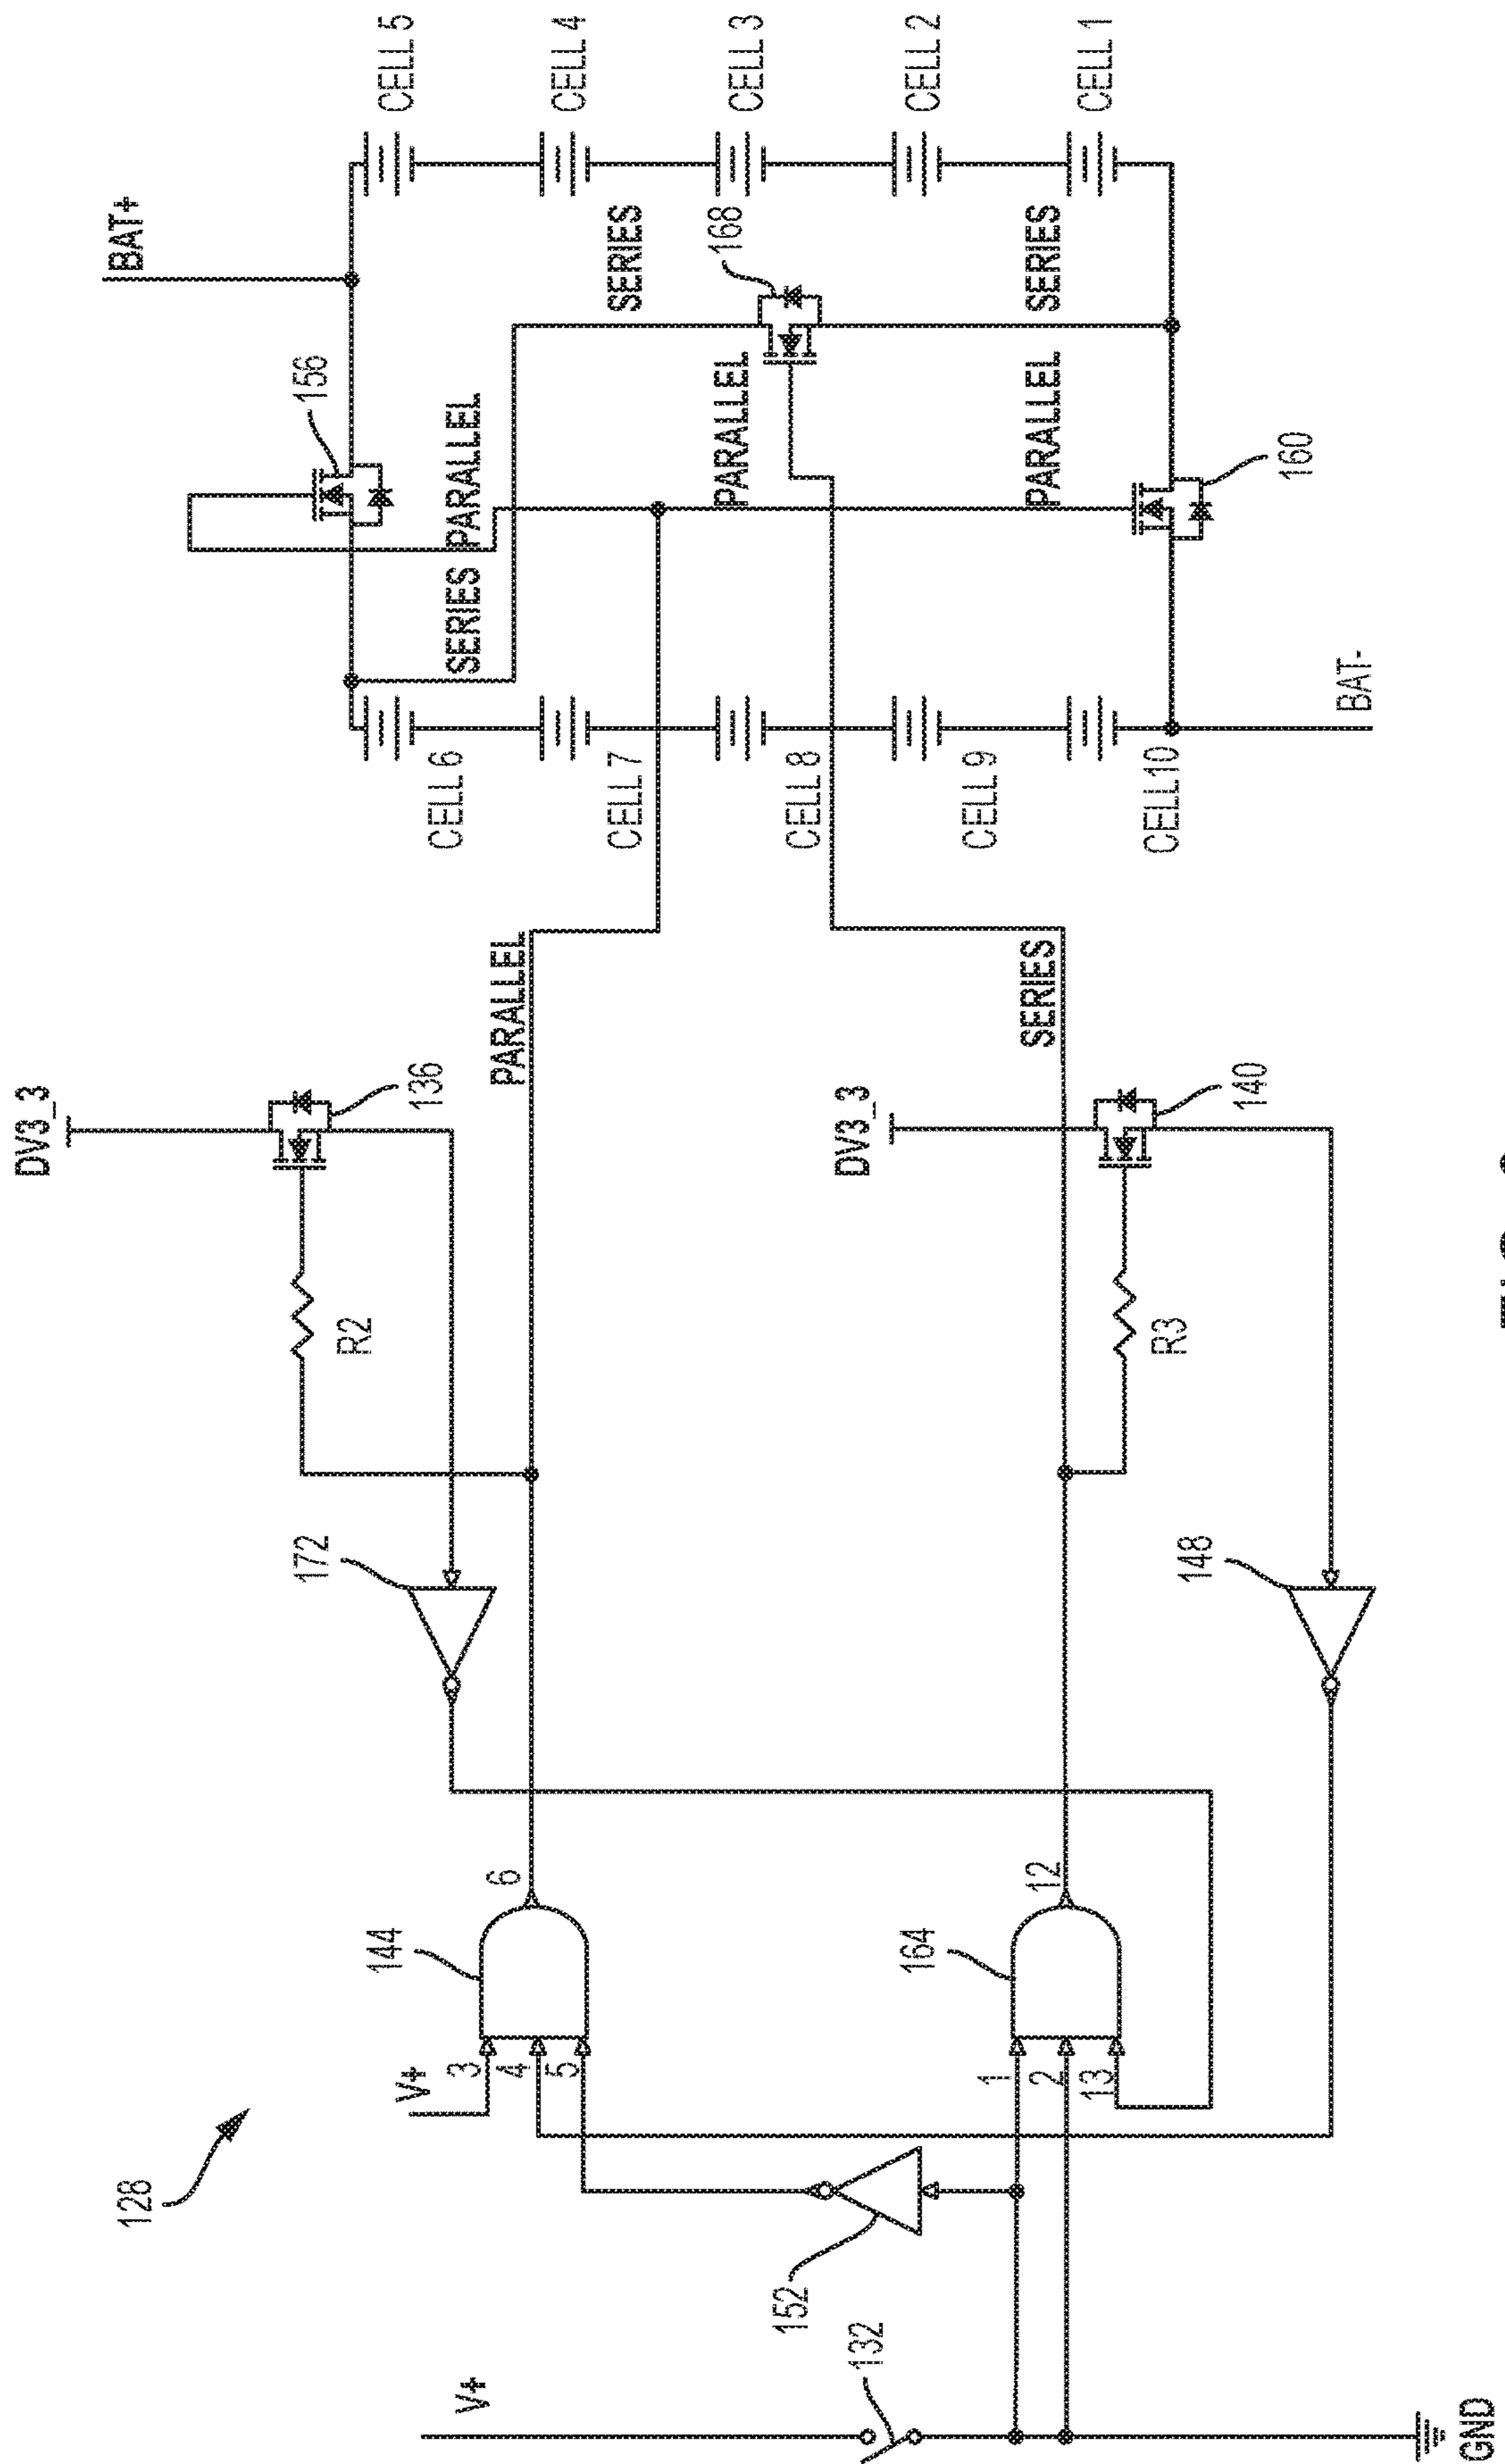 128
V+
132
GND
152
V+
3
4
5
144
6
1
2
13
164
12
172
148
R2
R3
DV3_3
136
DV3_3
140
PARALLEL
SERIES
CELL 6
CELL 7
CELL 8
CELL 9
CELL10
BAT-
SERIES
PARALLEL
156
PARALLEL
PARALLEL
160
BAT+
SERIES
168
SERIES
CELL 5
CELL 4
CELL 3
CELL 2
CELL 1